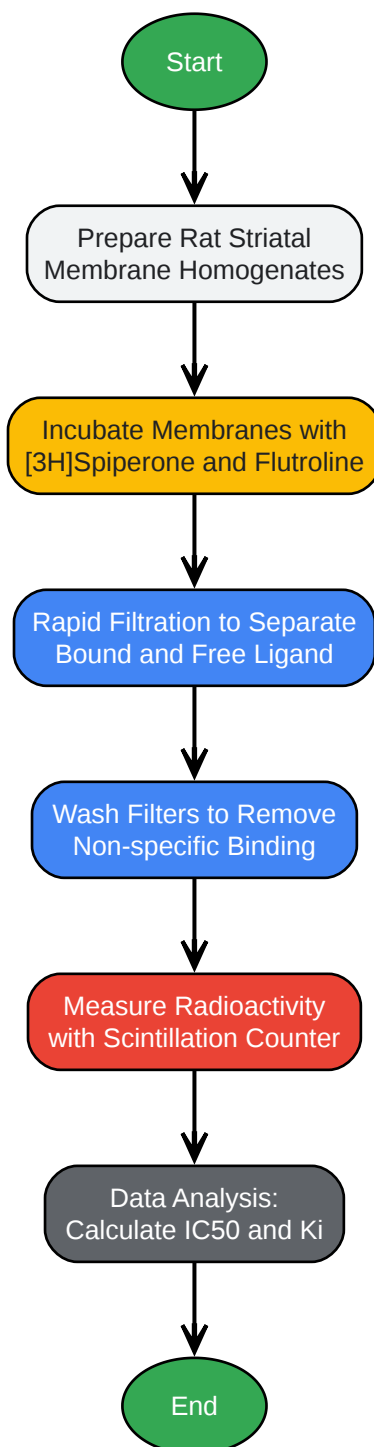 Start
Prepare Rat Striatal
Membrane Homogenates
Incubate Membranes with
[3H]Spiperone and Flutroline
Rapid Filtration to Separate
Bound and Free Ligand
Wash Filters to Remove
Non-specific Binding
Measure Radioactivity
with Scintillation Counter
Data Analysis:
Calculate IC50 and Ki
End